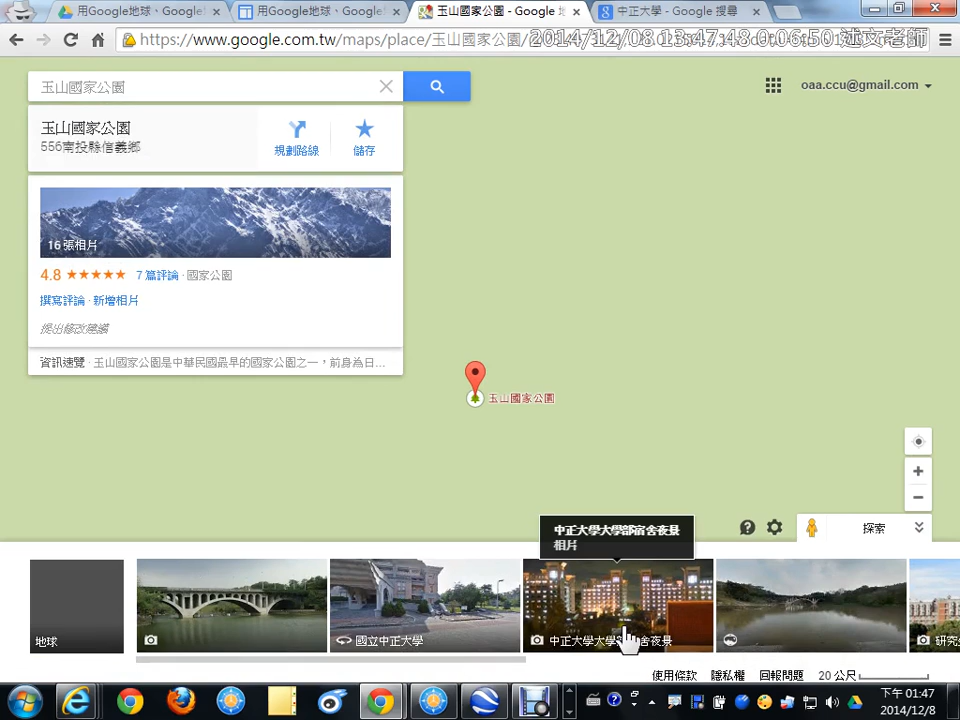 用Google地球、Google
用Google地球、Google
玉山國家公園 - Google 地
中正大學 - Google 搜尋
https://www.google.com.tw/maps/place/玉山國家公園/
2014/12/08 13:47:48 0:06:50 述文老師
玉山國家公園
oaa.ccu@gmail.com
玉山國家公園
556南投縣信義鄉
規劃路線
儲存
16 張相片
4.8 ★★★★★ 7 篇評論 · 國家公園
撰寫評論 · 新增相片
提出修改建議
資訊速覽 · 玉山國家公園是中華民國最早的國家公園之一，前身為日...
玉山國家公園
探索
中正大學大學部宿舍夜景
相片
地球
國立中正大學
中正大學大學部宿舍夜景
研究
使用條款 隱私權 回報問題 20 公尺
下午 01:47
2014/12/8